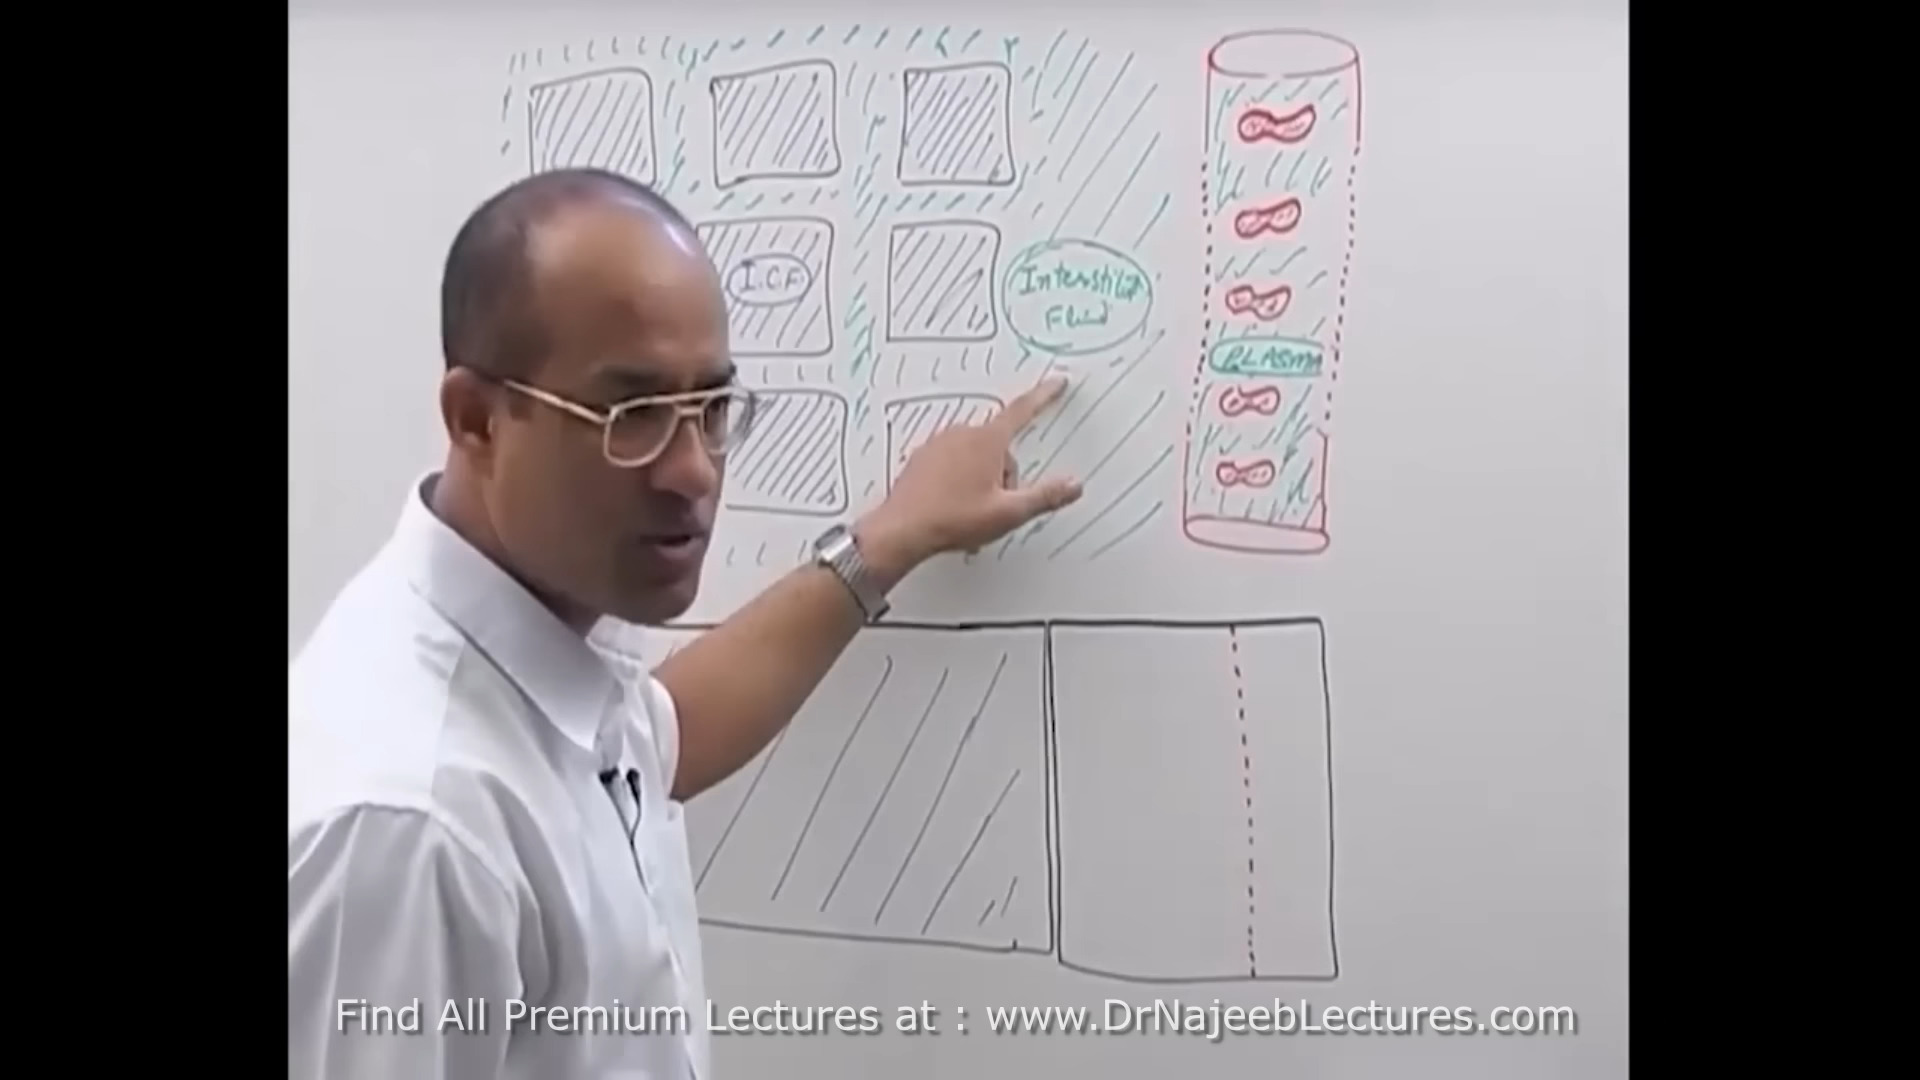 I.C.F.
Interstitial
Fluid
PLASMA
Find All Premium Lectures at : www.DrNajeebLectures.com